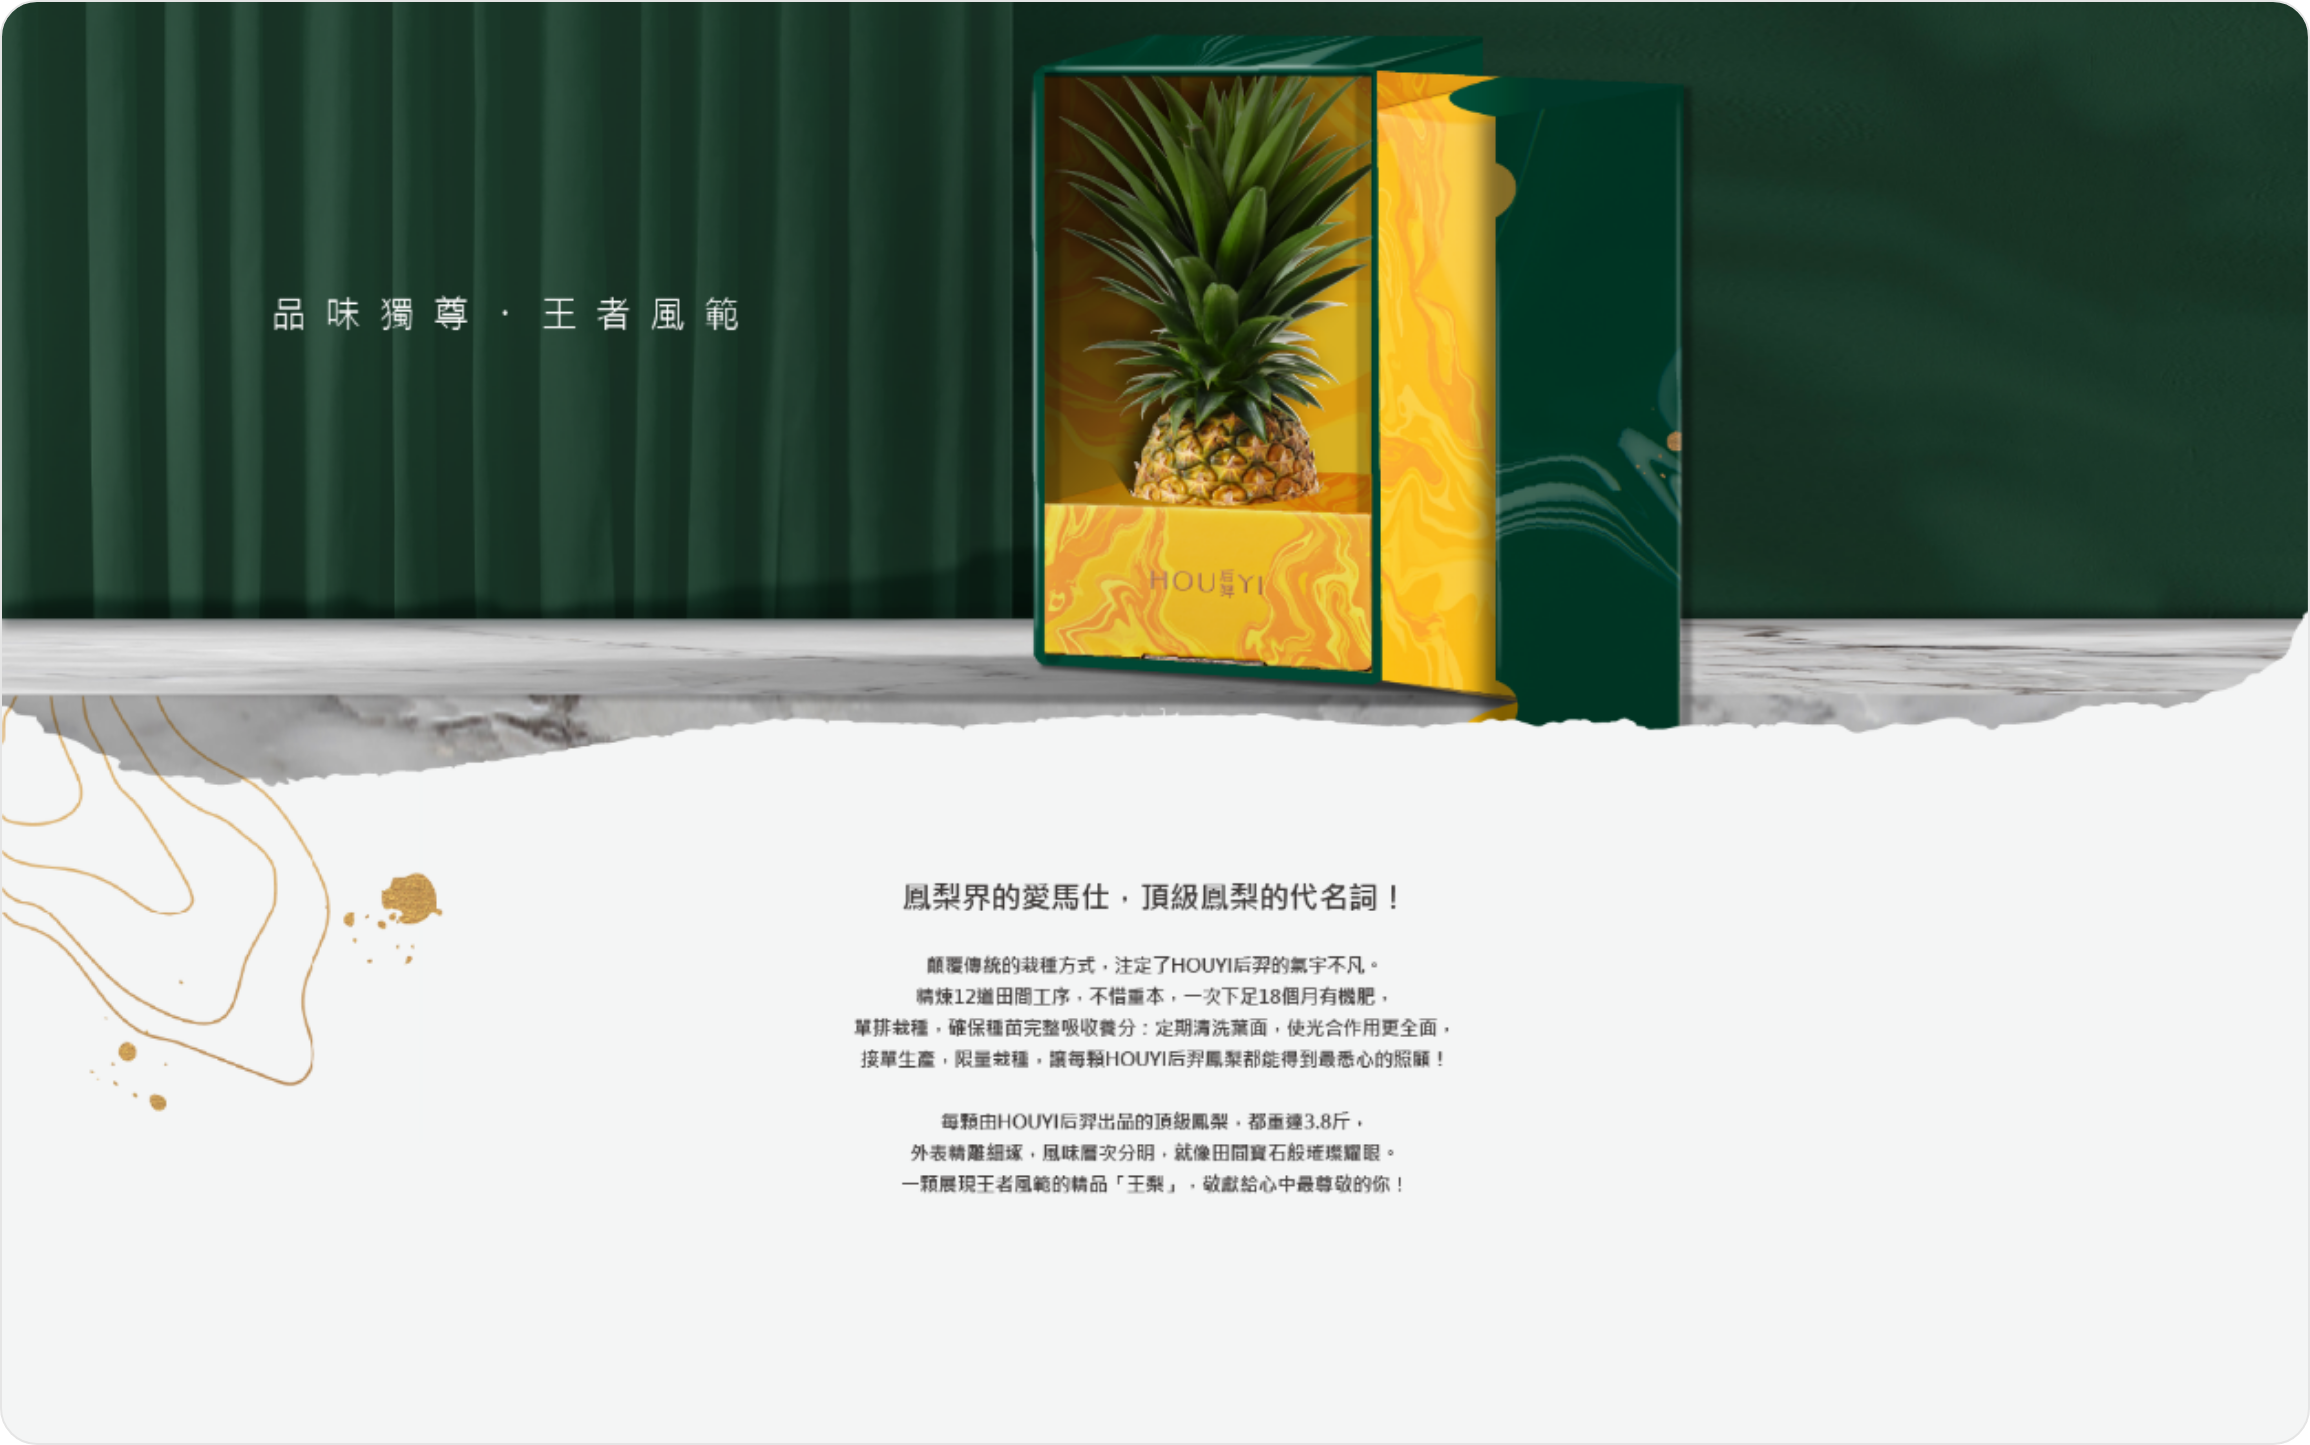 品味獨尊·王者風範
HOU后羿YI
鳳梨界的愛馬仕，頂級鳳梨的代名詞！
顛覆傳統的栽種方式，注定了HOUYI后羿的氣宇不凡。
精煉12道田間工序，不惜重本，一次下足18個月有機肥，
單排栽種，確保種苗完整吸收養分：定期清洗葉面，使光合作用更全面，
接單生產，限量栽種，讓每顆HOUYI后羿鳳梨都能得到最悉心的照顧！
每顆由HOUYI后羿出品的頂級鳳梨，都重達3.8斤，
外表精雕細琢，風味層次分明，就像田間寶石般璀璨耀眼。
一顆展現王者風範的精品「王梨」，敬獻給心中最尊敬的你！